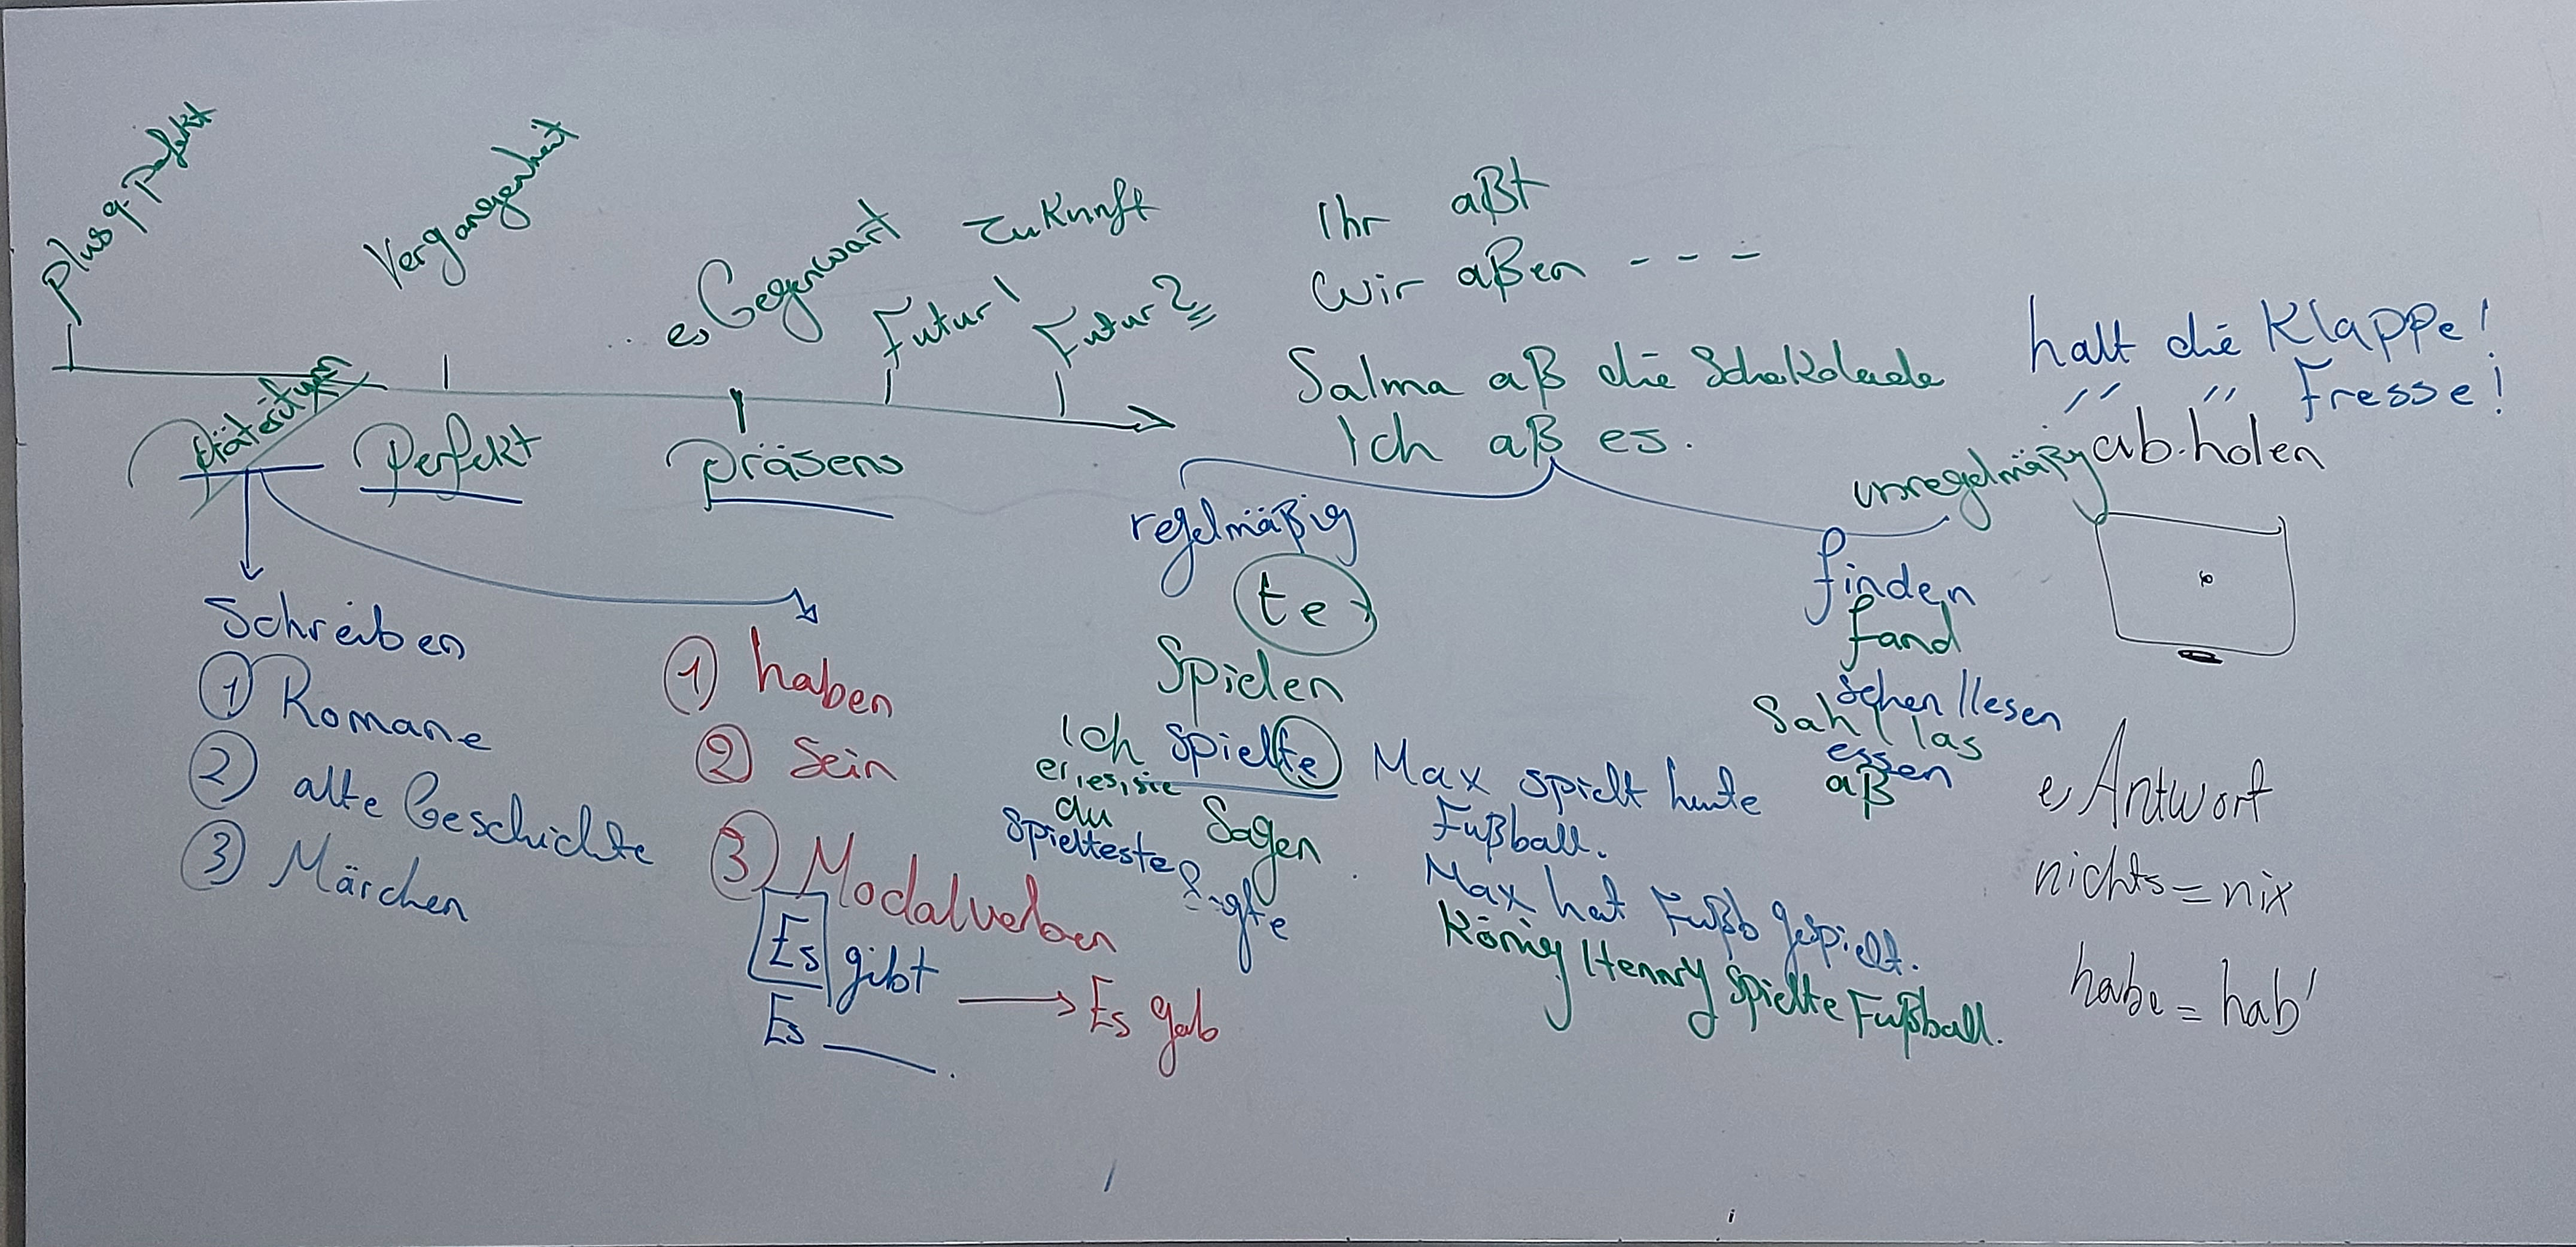 Plusq. Perfekt
Vergangenheit
Gegenwart
Zukunft
Futur 1
Futur 2
Präteritum
Perfekt
Präsens
Schreiben
① Romane
② alte Geschichte
③ Märchen
① haben
② Sein
③ Modalverben
Es gibt → Es gab
Es ___.
Ihr aßt
Wir aßen - - -
Salma aß die Schokolade
Ich aß es.
regelmäßig
te
Spielen
Ich spielte
er, es, sie
du
Spielteste
Sagen
sagte
unregelmäßig
finden
fand
sehen / lesen
Sah / las
essen
aß
Max spielt heute
Fußball.
Max hat Fußb gespielt.
König Hennry spielte Fußball.
halt die Klappe!
" " Fresse!
ab.holen
e, Antwort
nichts = nix
habe = hab'